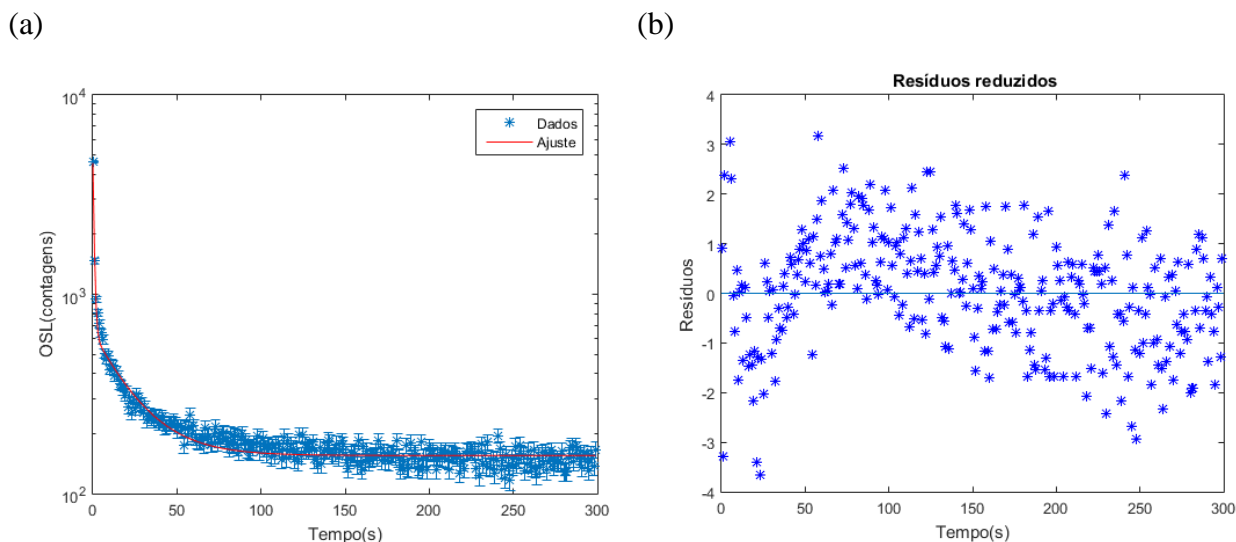 (a)
10^4
10^3
10^2
OSL(contagens)
Dados
Ajuste
0 50 100 150 200 250 300
Tempo(s)
(b)
Resíduos reduzidos
4
3
2
1
0
-1
-2
-3
-4
Resíduos
0 50 100 150 200 250 300
Tempo(s)